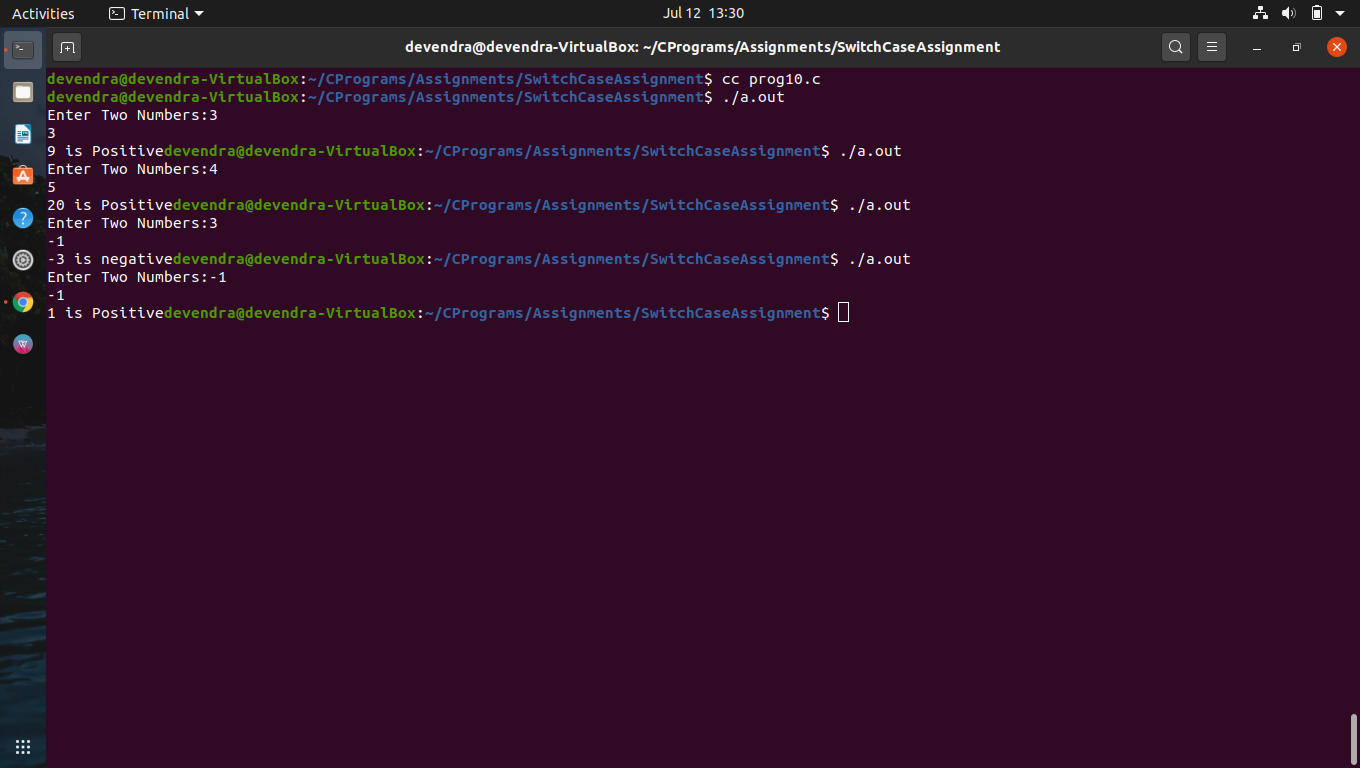 Activities Terminal Jul 12 13:30
devendra@devendra-VirtualBox: ~/CPrograms/Assignments/SwitchCaseAssignment
devendra@devendra-VirtualBox:~/CPrograms/Assignments/SwitchCaseAssignment$ cc prog10.c
devendra@devendra-VirtualBox:~/CPrograms/Assignments/SwitchCaseAssignment$ ./a.out
Enter Two Numbers:3
3
9 is Positivedevendra@devendra-VirtualBox:~/CPrograms/Assignments/SwitchCaseAssignment$ ./a.out
Enter Two Numbers:4
5
20 is Positivedevendra@devendra-VirtualBox:~/CPrograms/Assignments/SwitchCaseAssignment$ ./a.out
Enter Two Numbers:3
-1
-3 is negativedevendra@devendra-VirtualBox:~/CPrograms/Assignments/SwitchCaseAssignment$ ./a.out
Enter Two Numbers:-1
-1
1 is Positivedevendra@devendra-VirtualBox:~/CPrograms/Assignments/SwitchCaseAssignment$